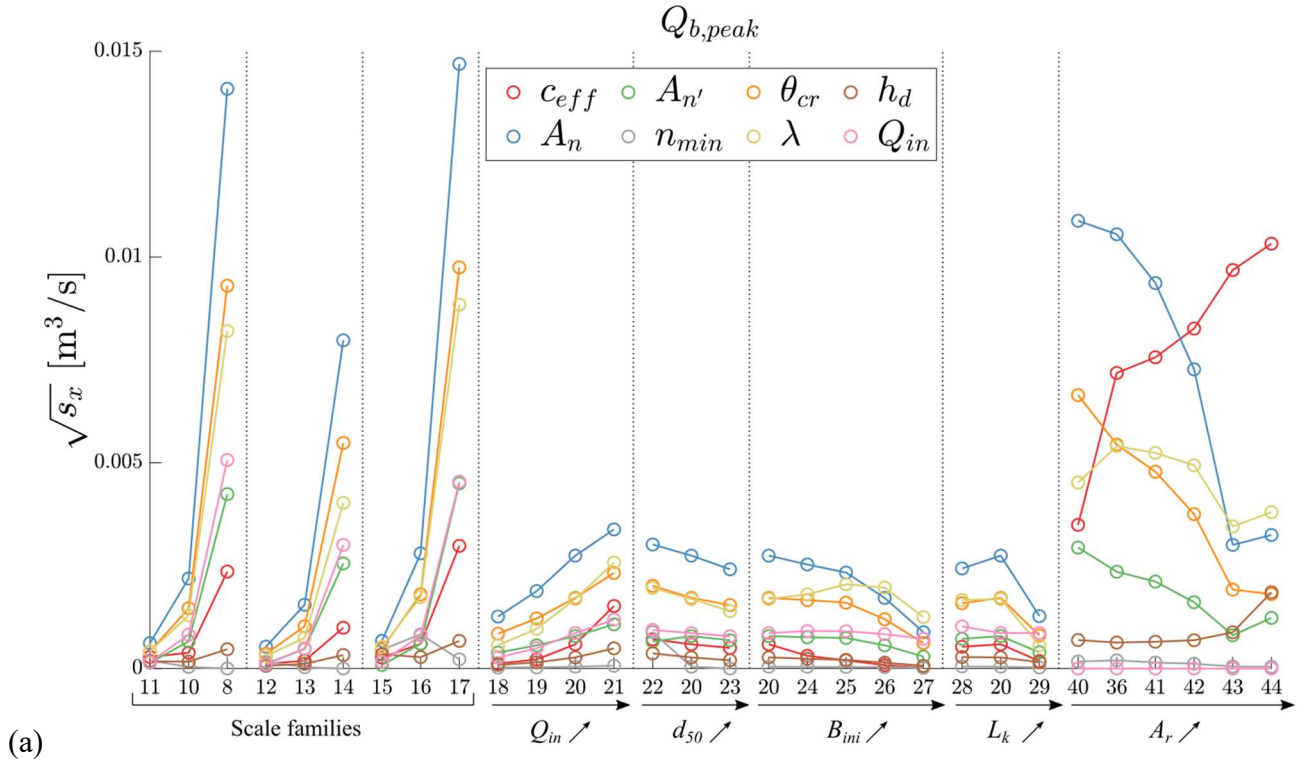 Q_{b,peak}
0.015
c_{eff} A_{n'} θ_{cr} h_d
A_n n_{min} λ Q_{in}
0.01
√s_x [m^3/s]
0.005
0
11 10 8 12 13 14 15 16 17 18 19 20 21 22 20 23 20 24 25 26 27 28 20 29 40 36 41 42 43 44
Scale families Q_{in} ↗ d_{50} ↗ B_{ini} ↗ L_k ↗ A_r ↗
(a)